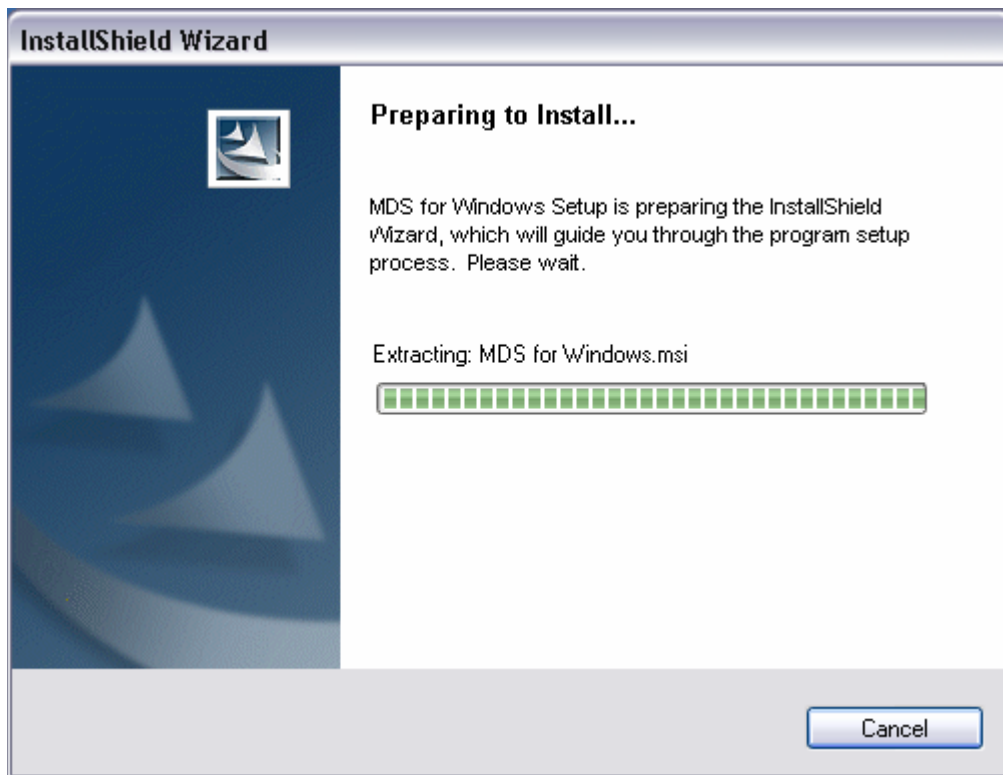 InstallShield Wizard
Preparing to Install...
MDS for Windows Setup is preparing the InstallShield
Wizard, which will guide you through the program setup
process. Please wait.
Extracting: MDS for Windows.msi
Cancel